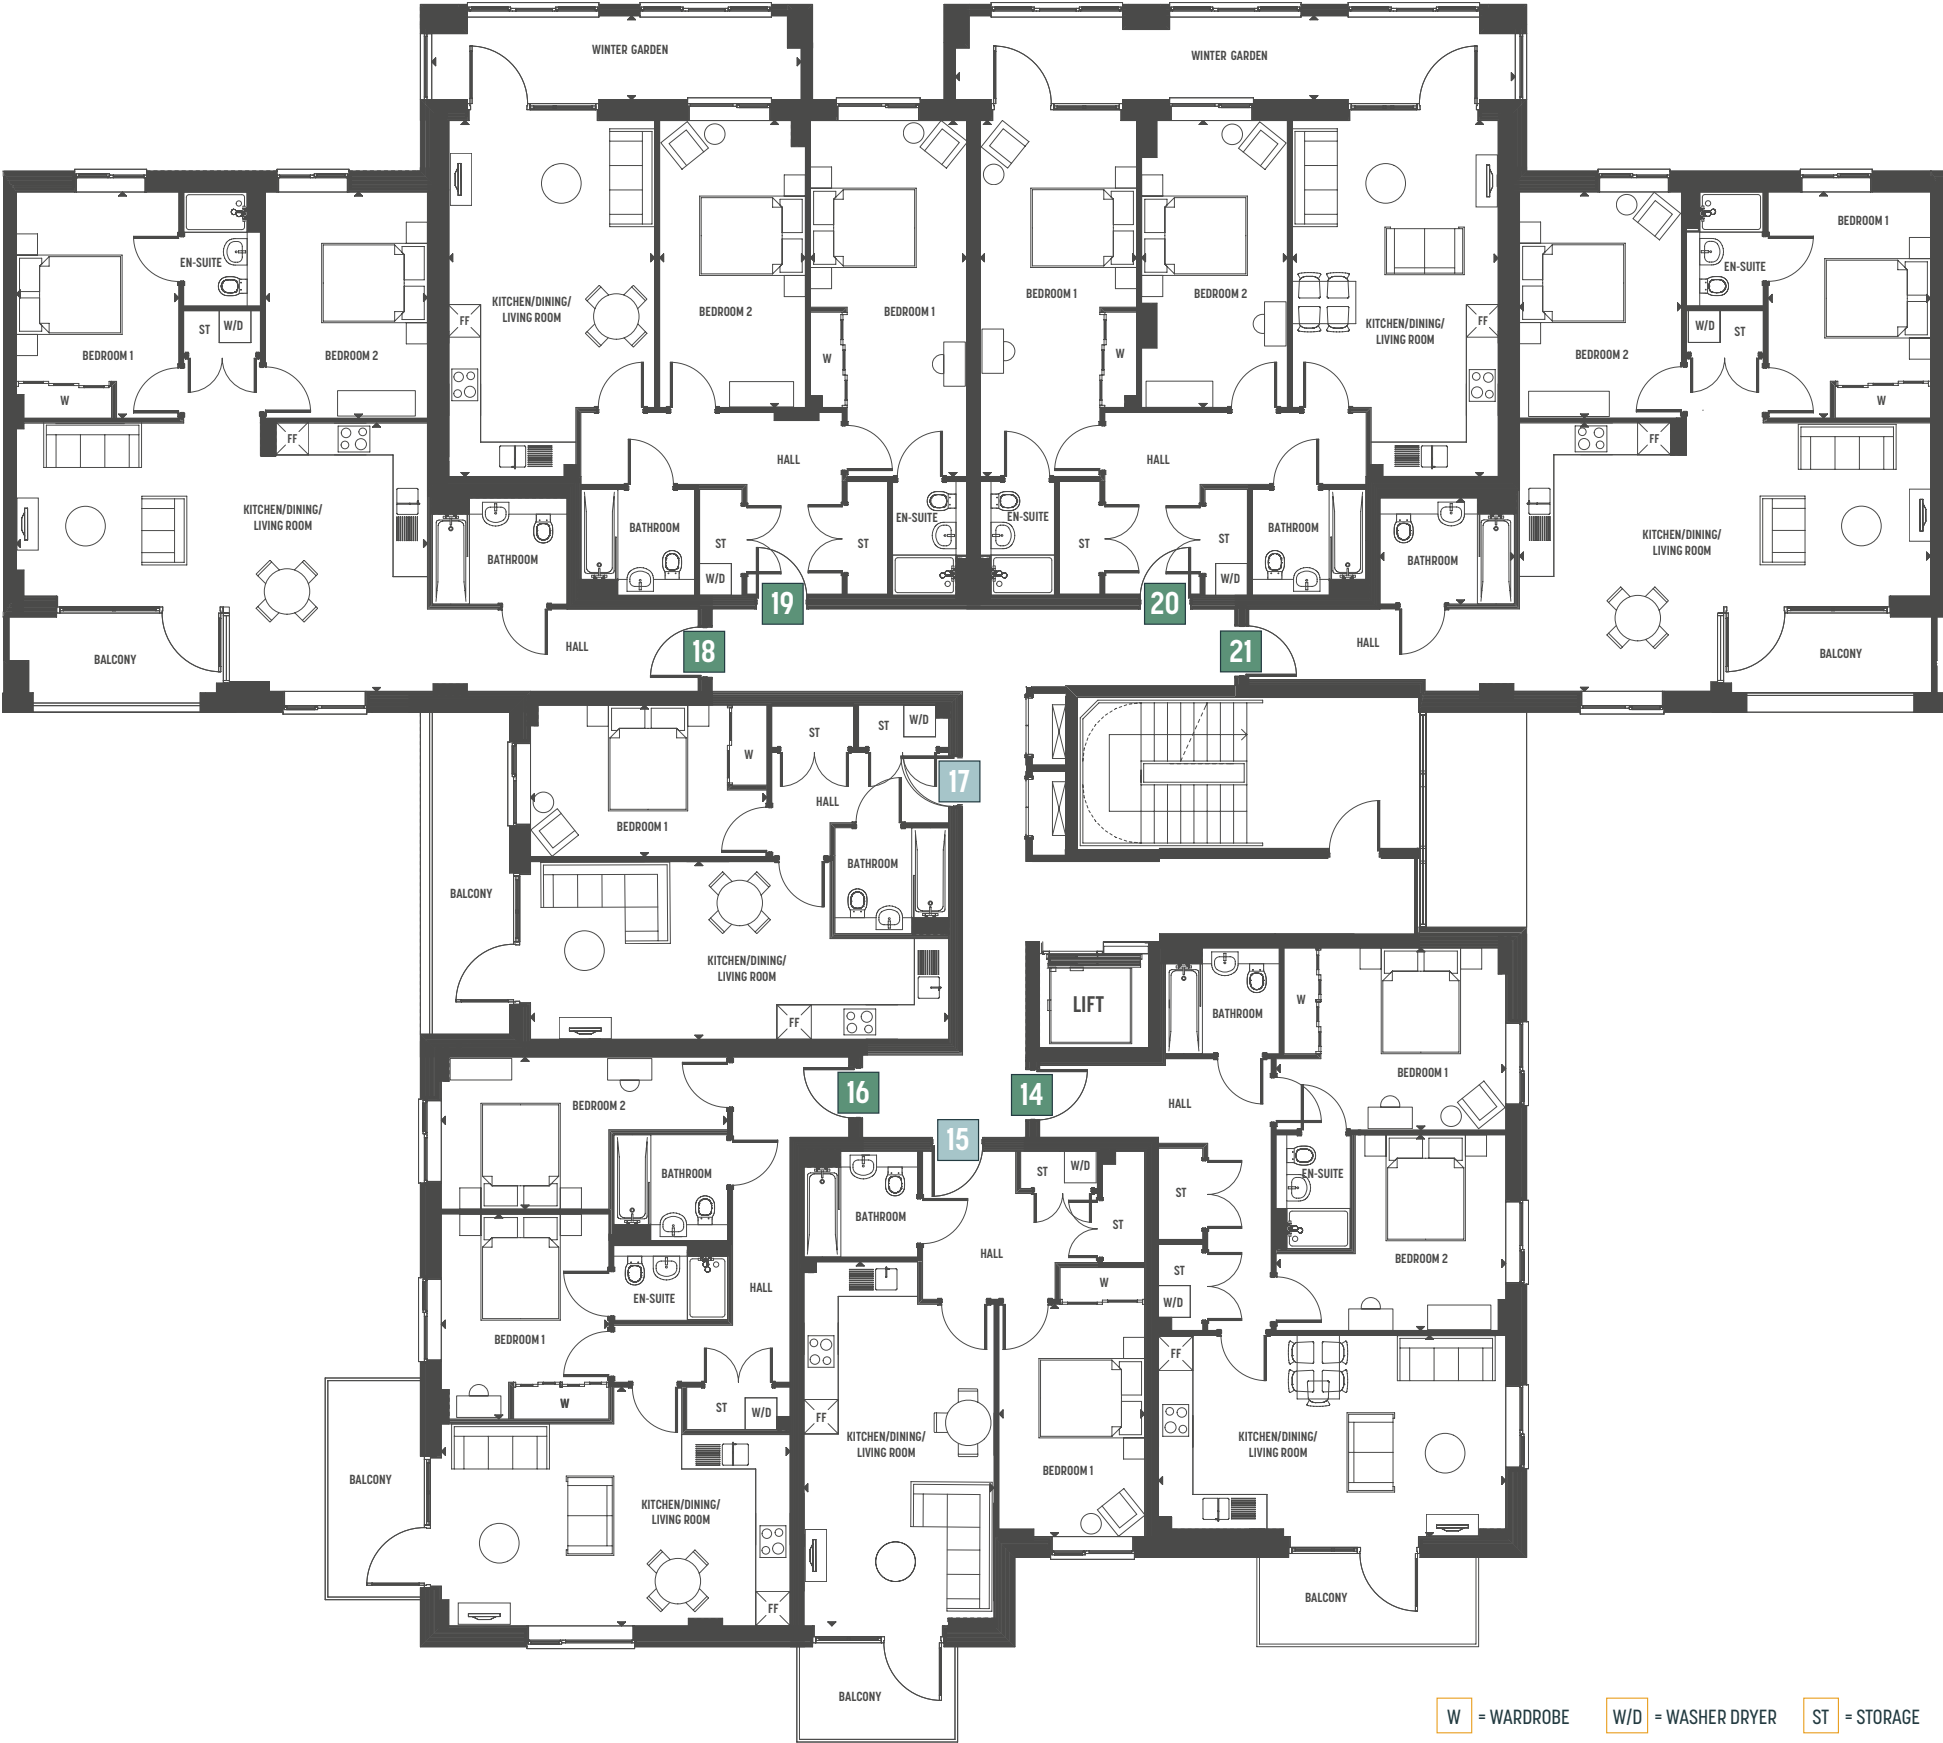 WINTER GARDEN
WINTER GARDEN
KITCHEN/DINING/
LIVING ROOM
FF
BEDROOM 2
BEDROOM 1
W
HALL
BATHROOM
ST
W/D
ST
EN-SUITE
19
BEDROOM 1
W
BEDROOM 2
KITCHEN/DINING/
LIVING ROOM
FF
HALL
EN-SUITE
ST
ST
W/D
BATHROOM
20
EN-SUITE
ST
W/D
BEDROOM 1
W
BEDROOM 2
FF
KITCHEN/DINING/
LIVING ROOM
BATHROOM
HALL
BALCONY
18
BEDROOM 2
EN-SUITE
BEDROOM 1
W/D
ST
W
FF
KITCHEN/DINING/
LIVING ROOM
BATHROOM
HALL
BALCONY
21
BEDROOM 1
W
ST
ST
W/D
17
HALL
BATHROOM
BALCONY
KITCHEN/DINING/
LIVING ROOM
FF
LIFT
BEDROOM 2
16
BATHROOM
EN-SUITE
HALL
BEDROOM 1
W
ST
W/D
BALCONY
KITCHEN/DINING/
LIVING ROOM
FF
15
BATHROOM
ST
W/D
ST
HALL
W
FF
KITCHEN/DINING/
LIVING ROOM
BEDROOM 1
BALCONY
14
BATHROOM
W
BEDROOM 1
HALL
ST
EN-SUITE
BEDROOM 2
ST
W/D
FF
KITCHEN/DINING/
LIVING ROOM
BALCONY
W = WARDROBE
W/D = WASHER DRYER
ST = STORAGE